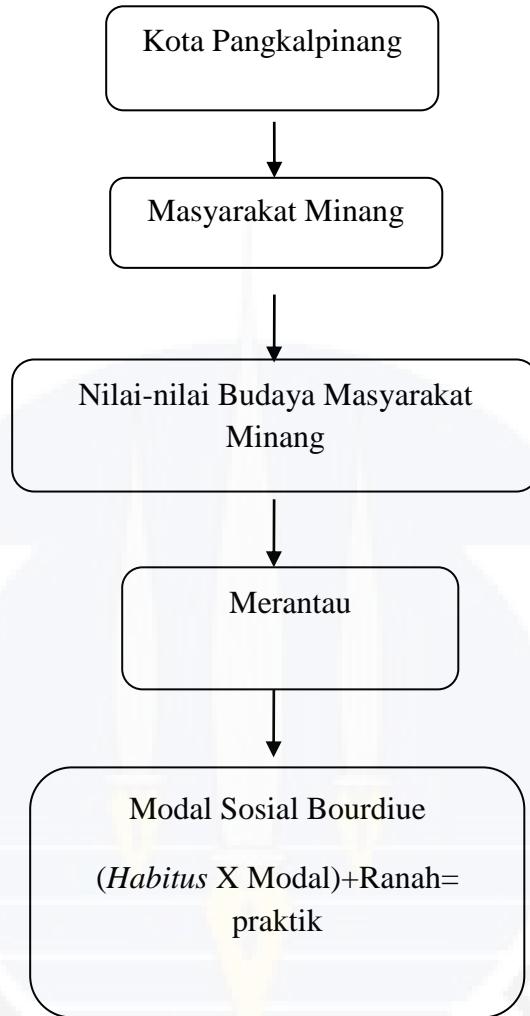 Kota Pangkalpinang
Masyarakat Minang
Nilai-nilai Budaya Masyarakat
Minang
Merantau
Modal Sosial Bourdiue
(Habitus X Modal)+Ranah=
praktik